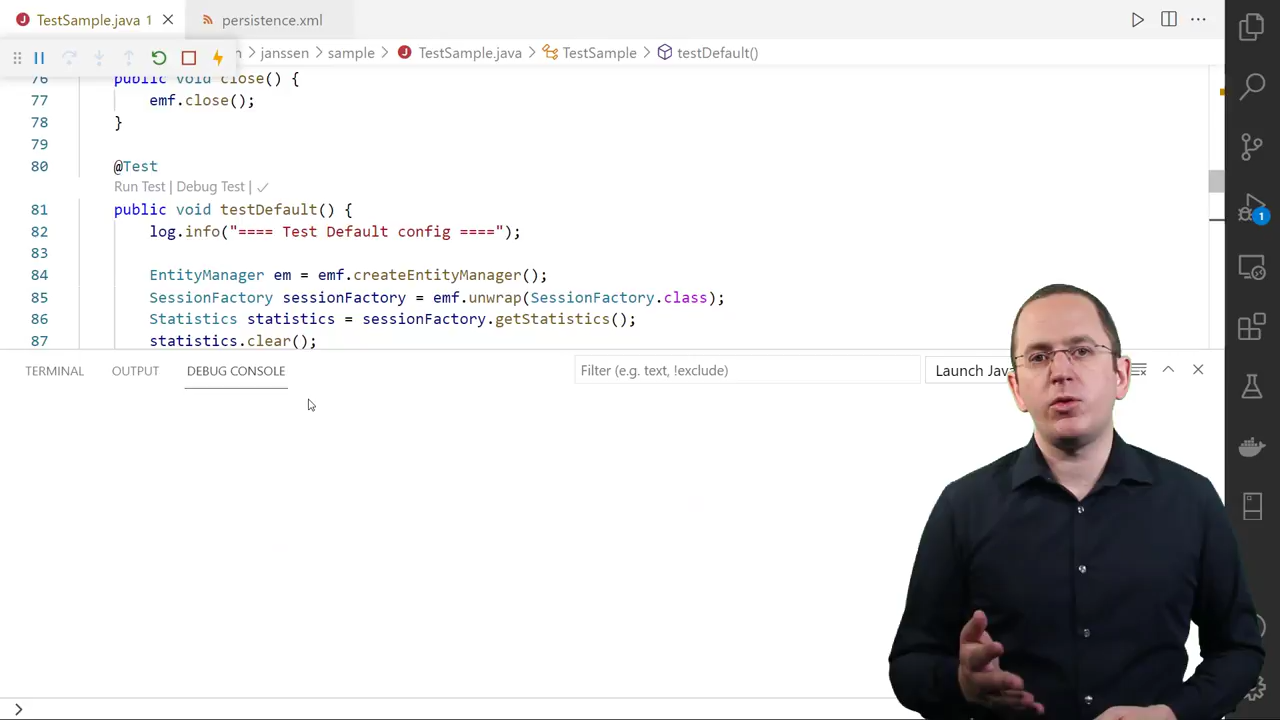 TestSample.java 1
persistence.xml
janssen > sample > TestSample.java > TestSample > testDefault()
76 public void close() {
77 emf.close();
78 }
79
80 @Test
Run Test | Debug Test |
81 public void testDefault() {
82 log.info("==== Test Default config ====");
83
84 EntityManager em = emf.createEntityManager();
85 SessionFactory sessionFactory = emf.unwrap(SessionFactory.class);
86 Statistics statistics = sessionFactory.getStatistics();
87 statistics.clear();
TERMINAL
OUTPUT
DEBUG CONSOLE
Filter (e.g. text, !exclude)
Launch Jav
1